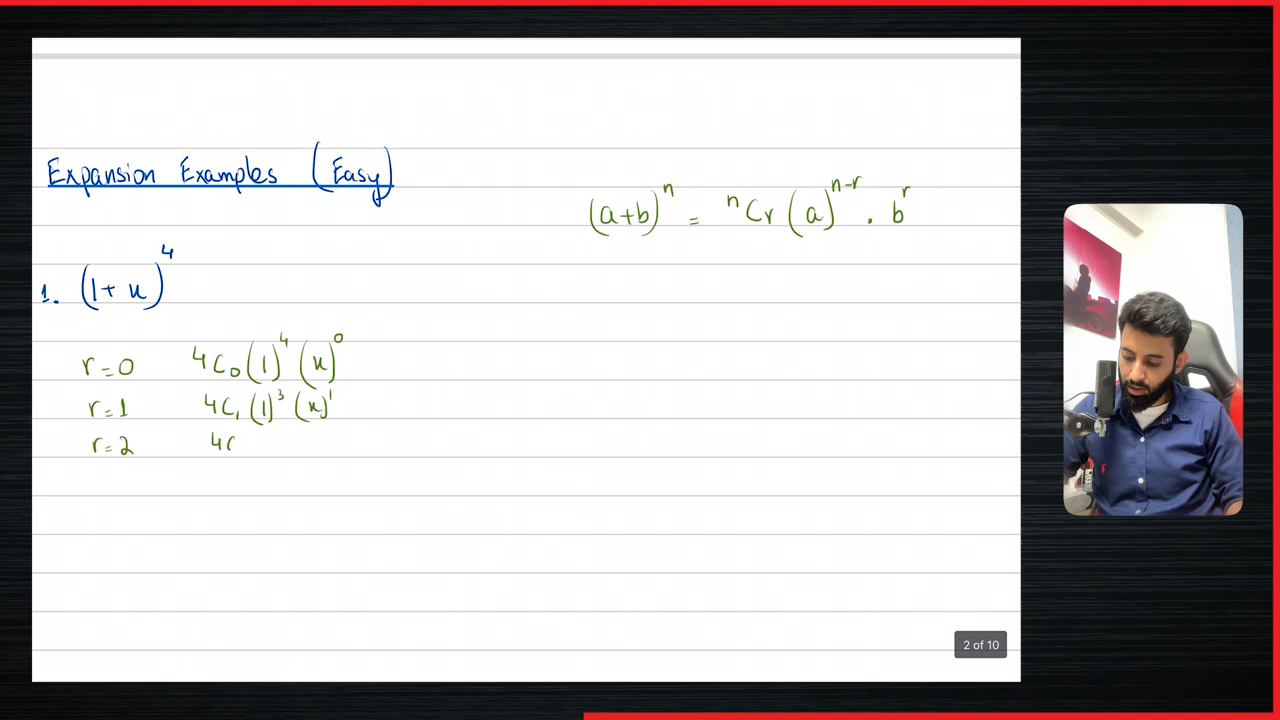 Expansion Examples (Easy)
(a+b)^n = nCr (a)^n-r . b^r
1. (1+x)^4
r=0 4C0 (1)^4 (x)^0
r=1 4C1 (1)^3 (x)^1
r=2 4C
2 of 10